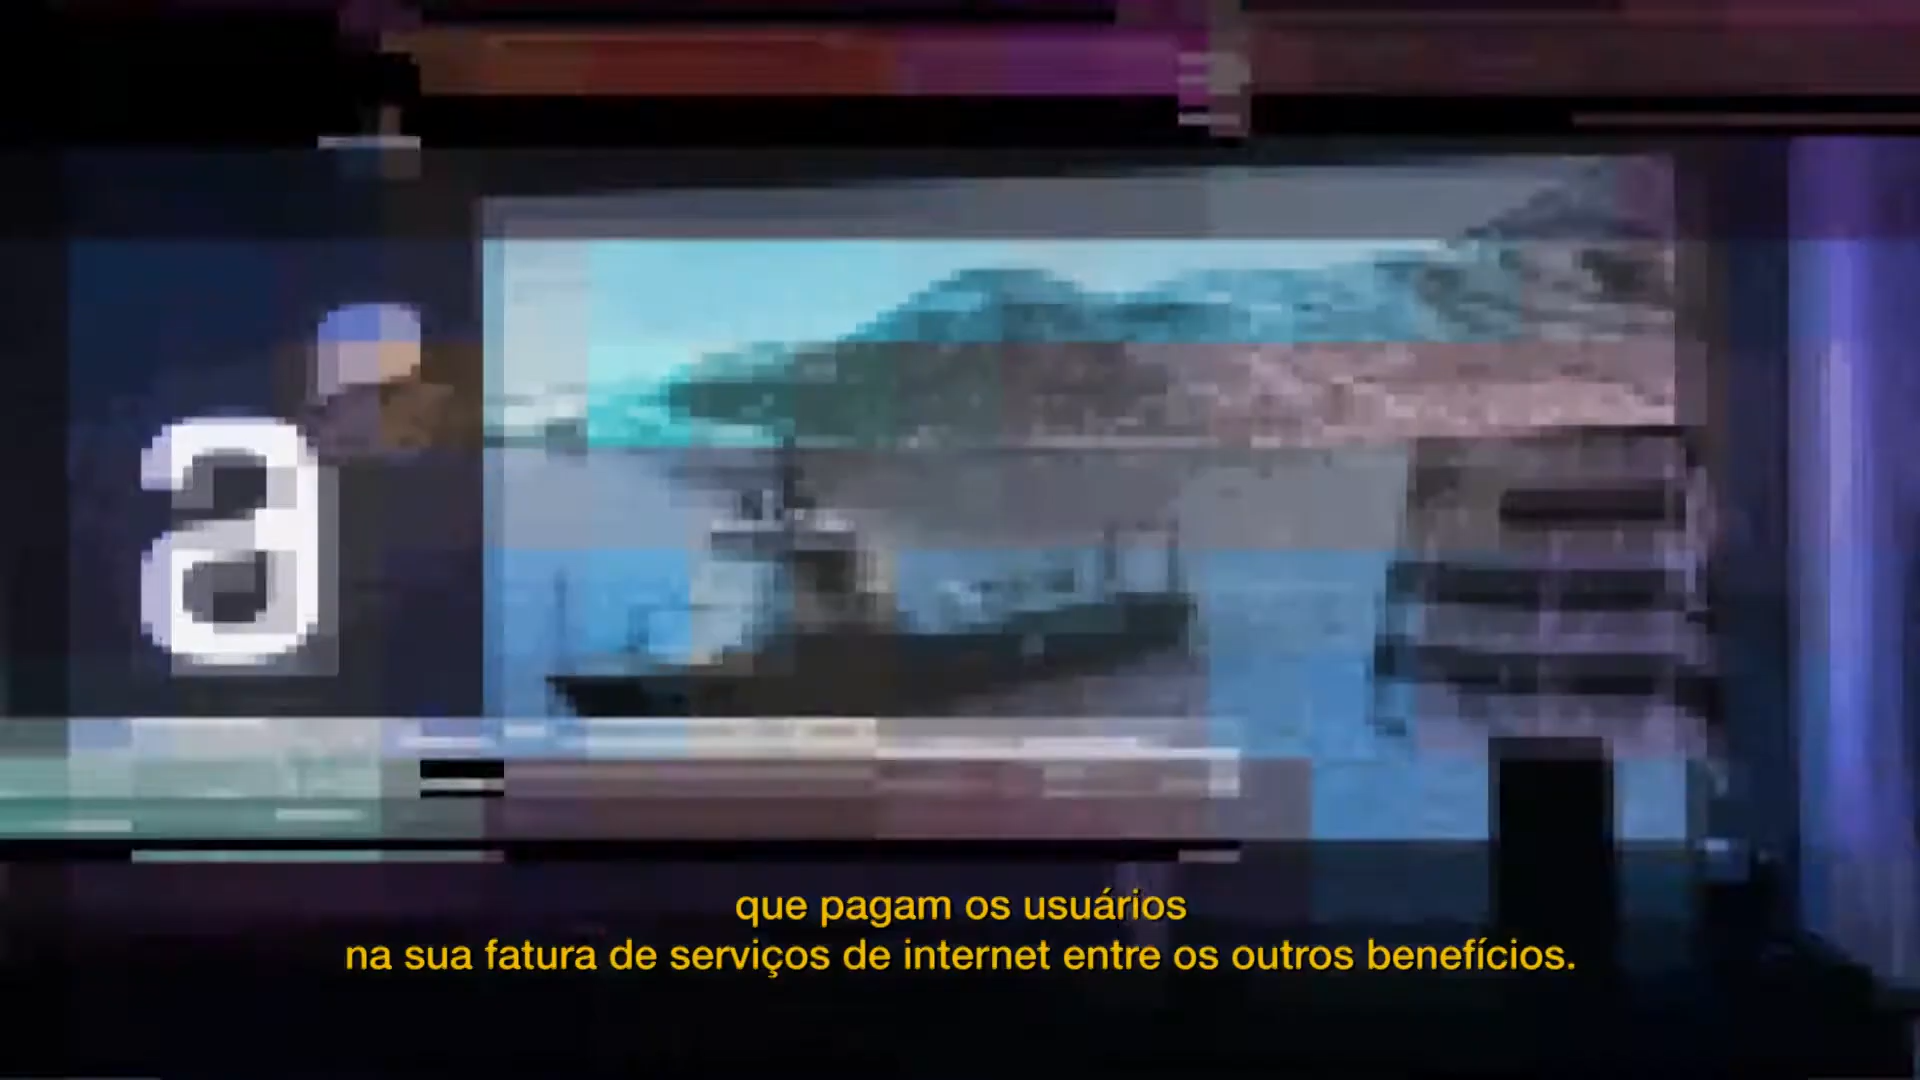 a
que pagam os usuários
na sua fatura de serviços de internet entre os outros benefícios.